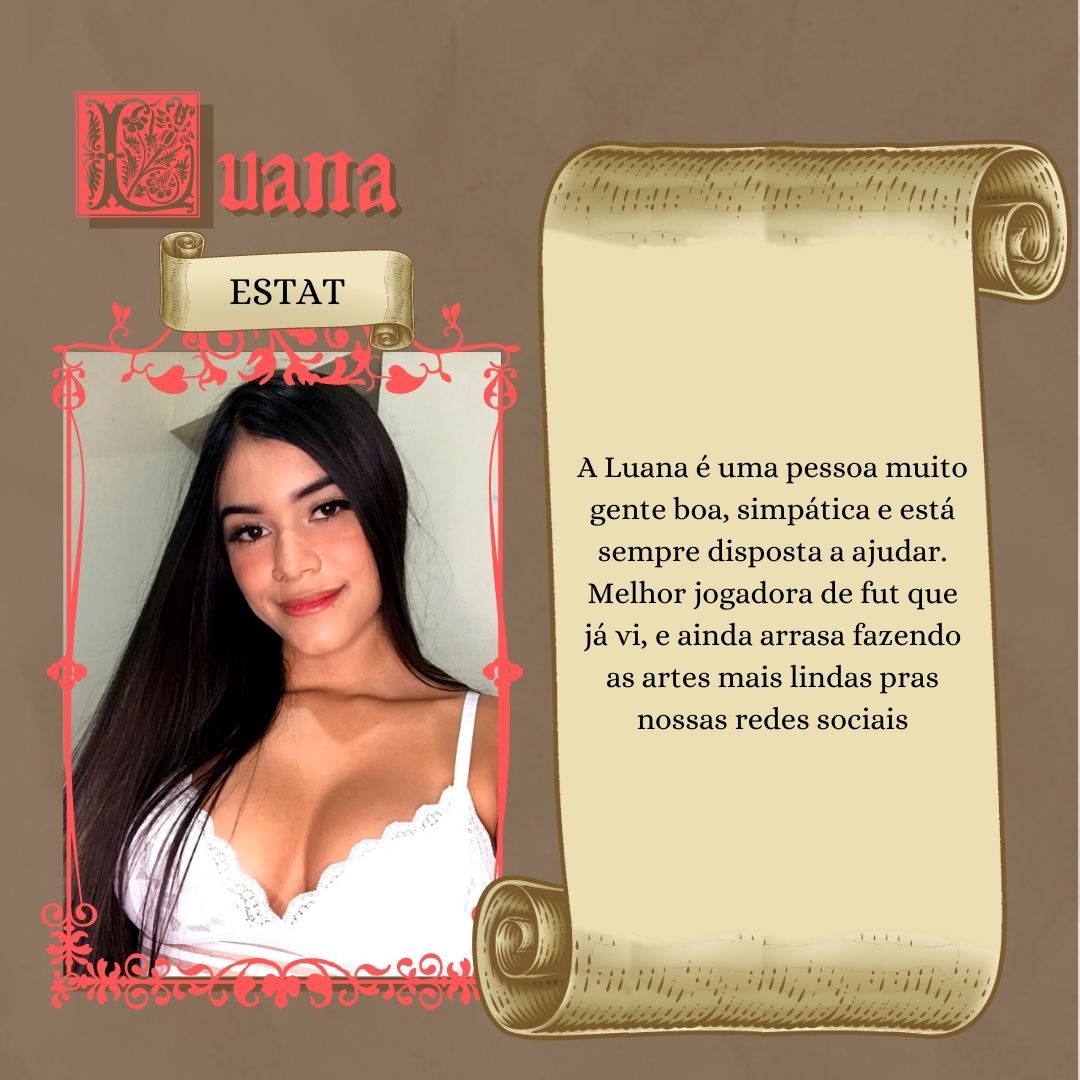 Luana
ESTAT
A Luana é uma pessoa muito
gente boa, simpática e está
sempre disposta a ajudar.
Melhor jogadora de fut que
já vi, e ainda arrasa fazendo
as artes mais lindas pras
nossas redes sociais